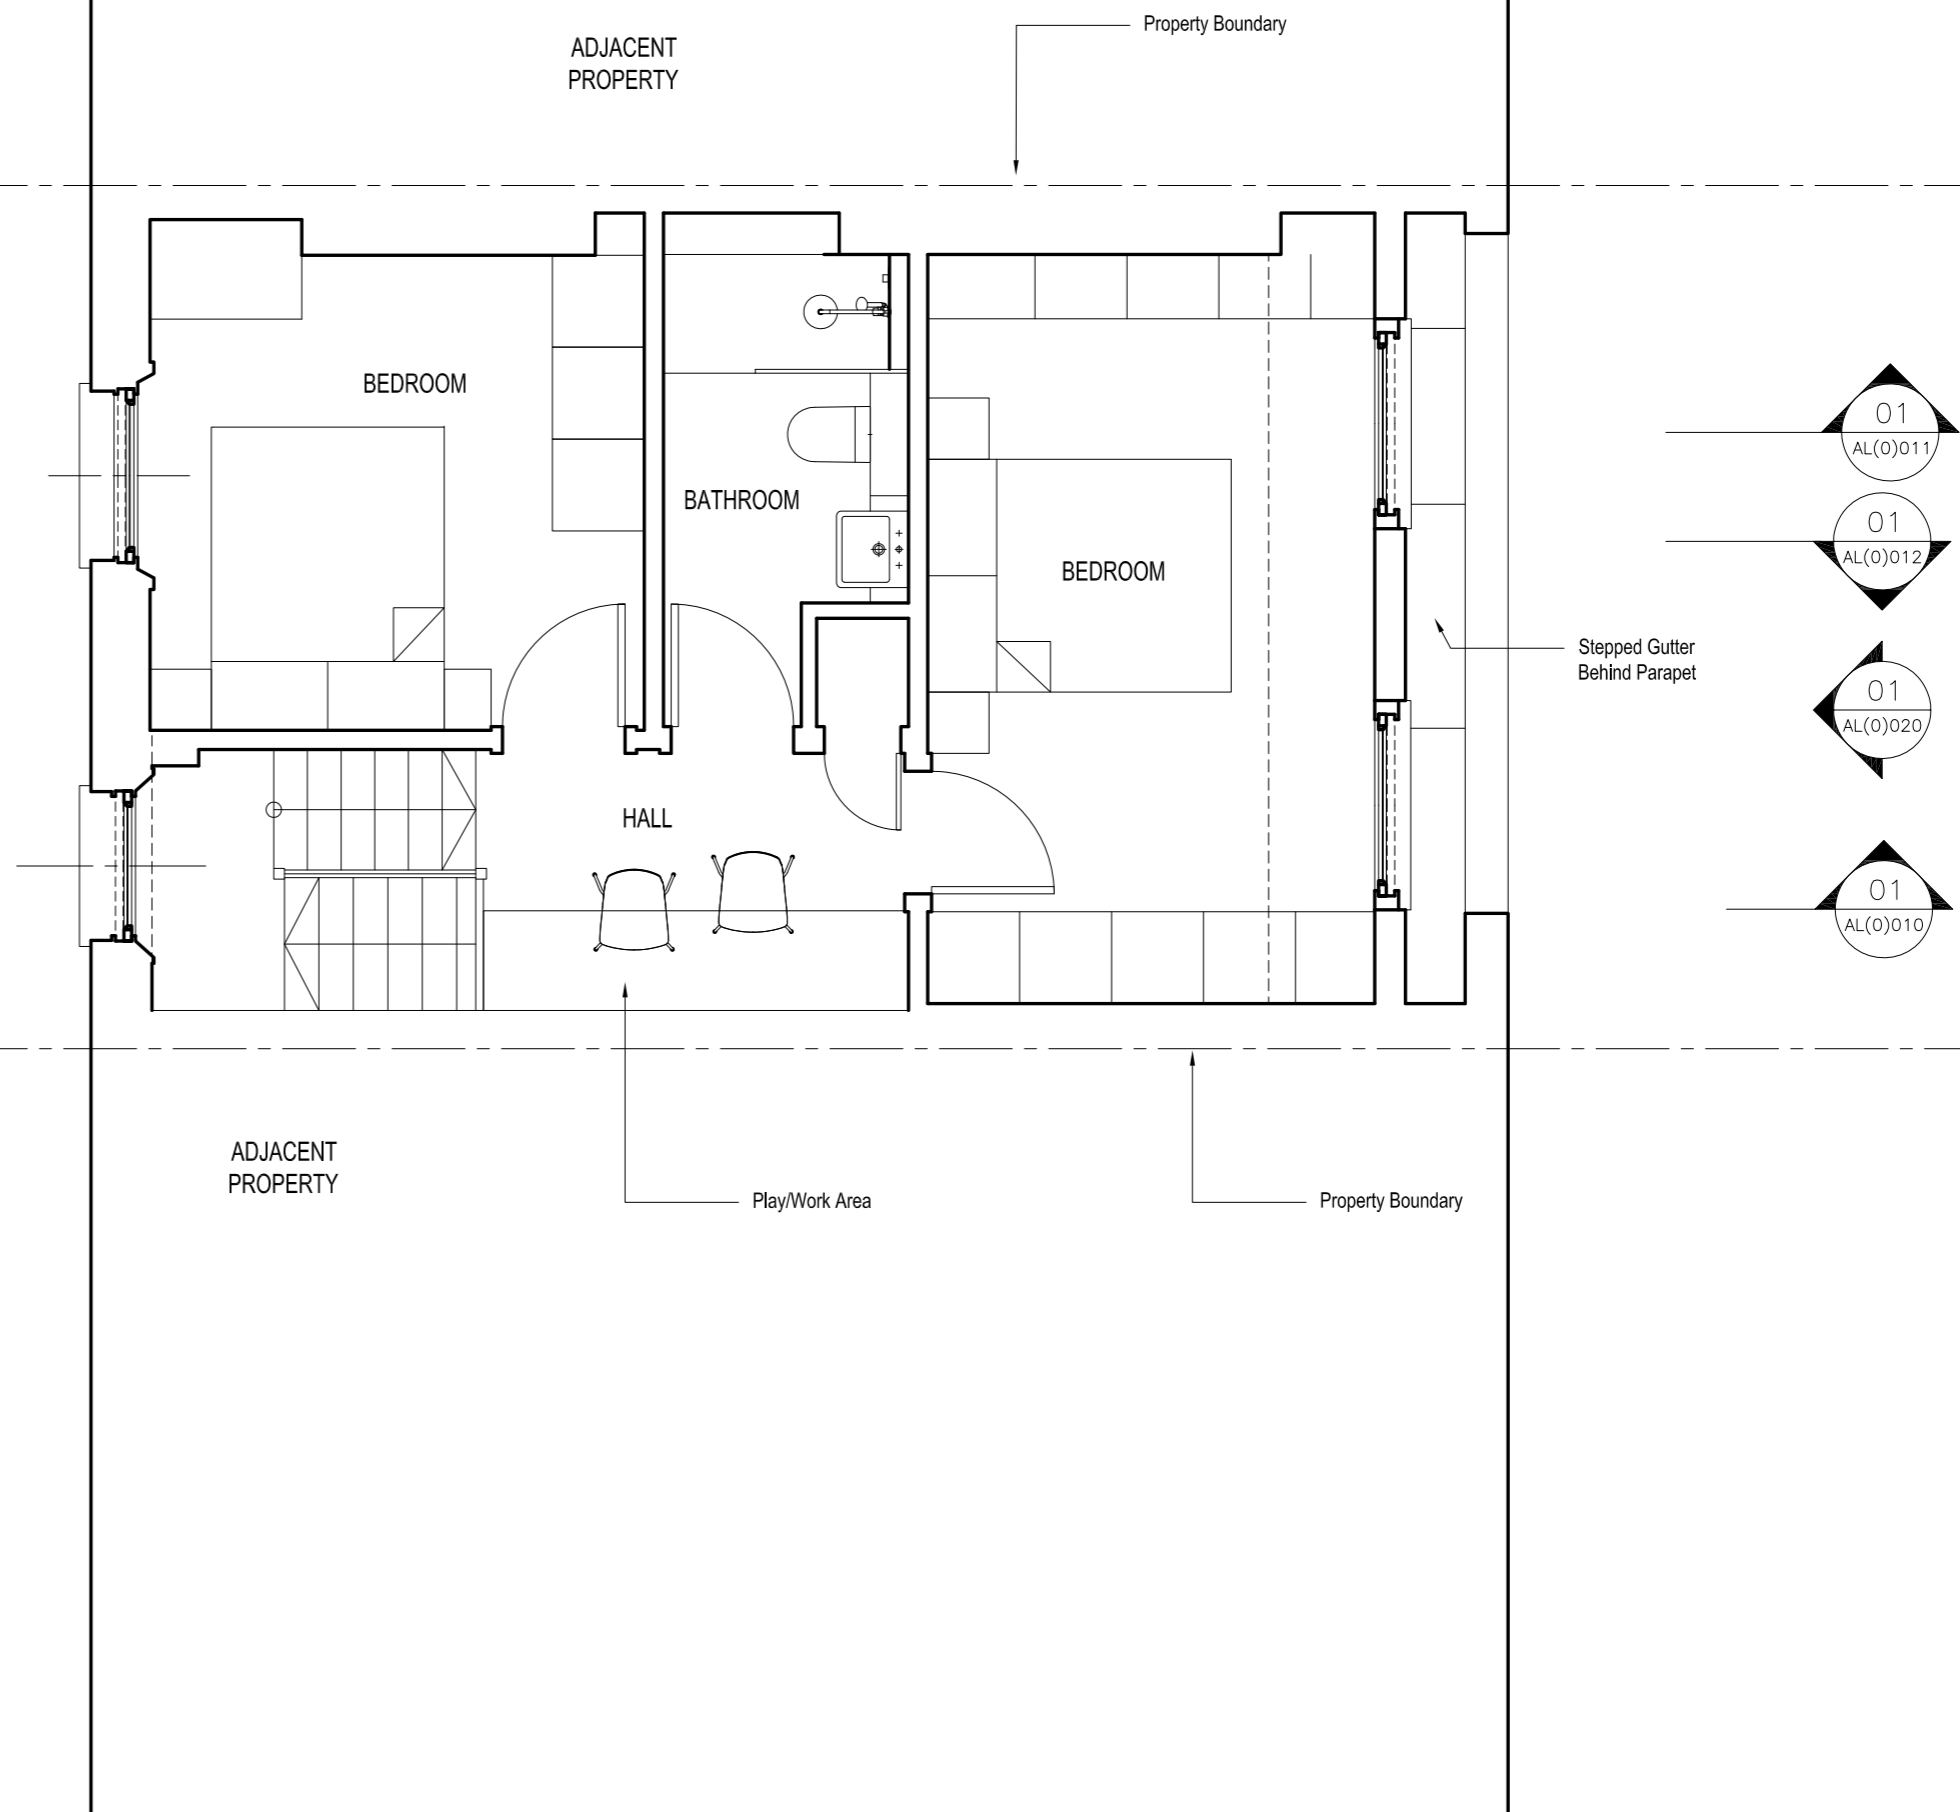 Property Boundary
ADJACENT
PROPERTY
BEDROOM
01
AL(0)011
BATHROOM
01
AL(0)012
BEDROOM
Stepped Gutter
Behind Parapet
01
AL(0)020
HALL
01
AL(0)010
ADJACENT
PROPERTY
Play/Work Area
Property Boundary